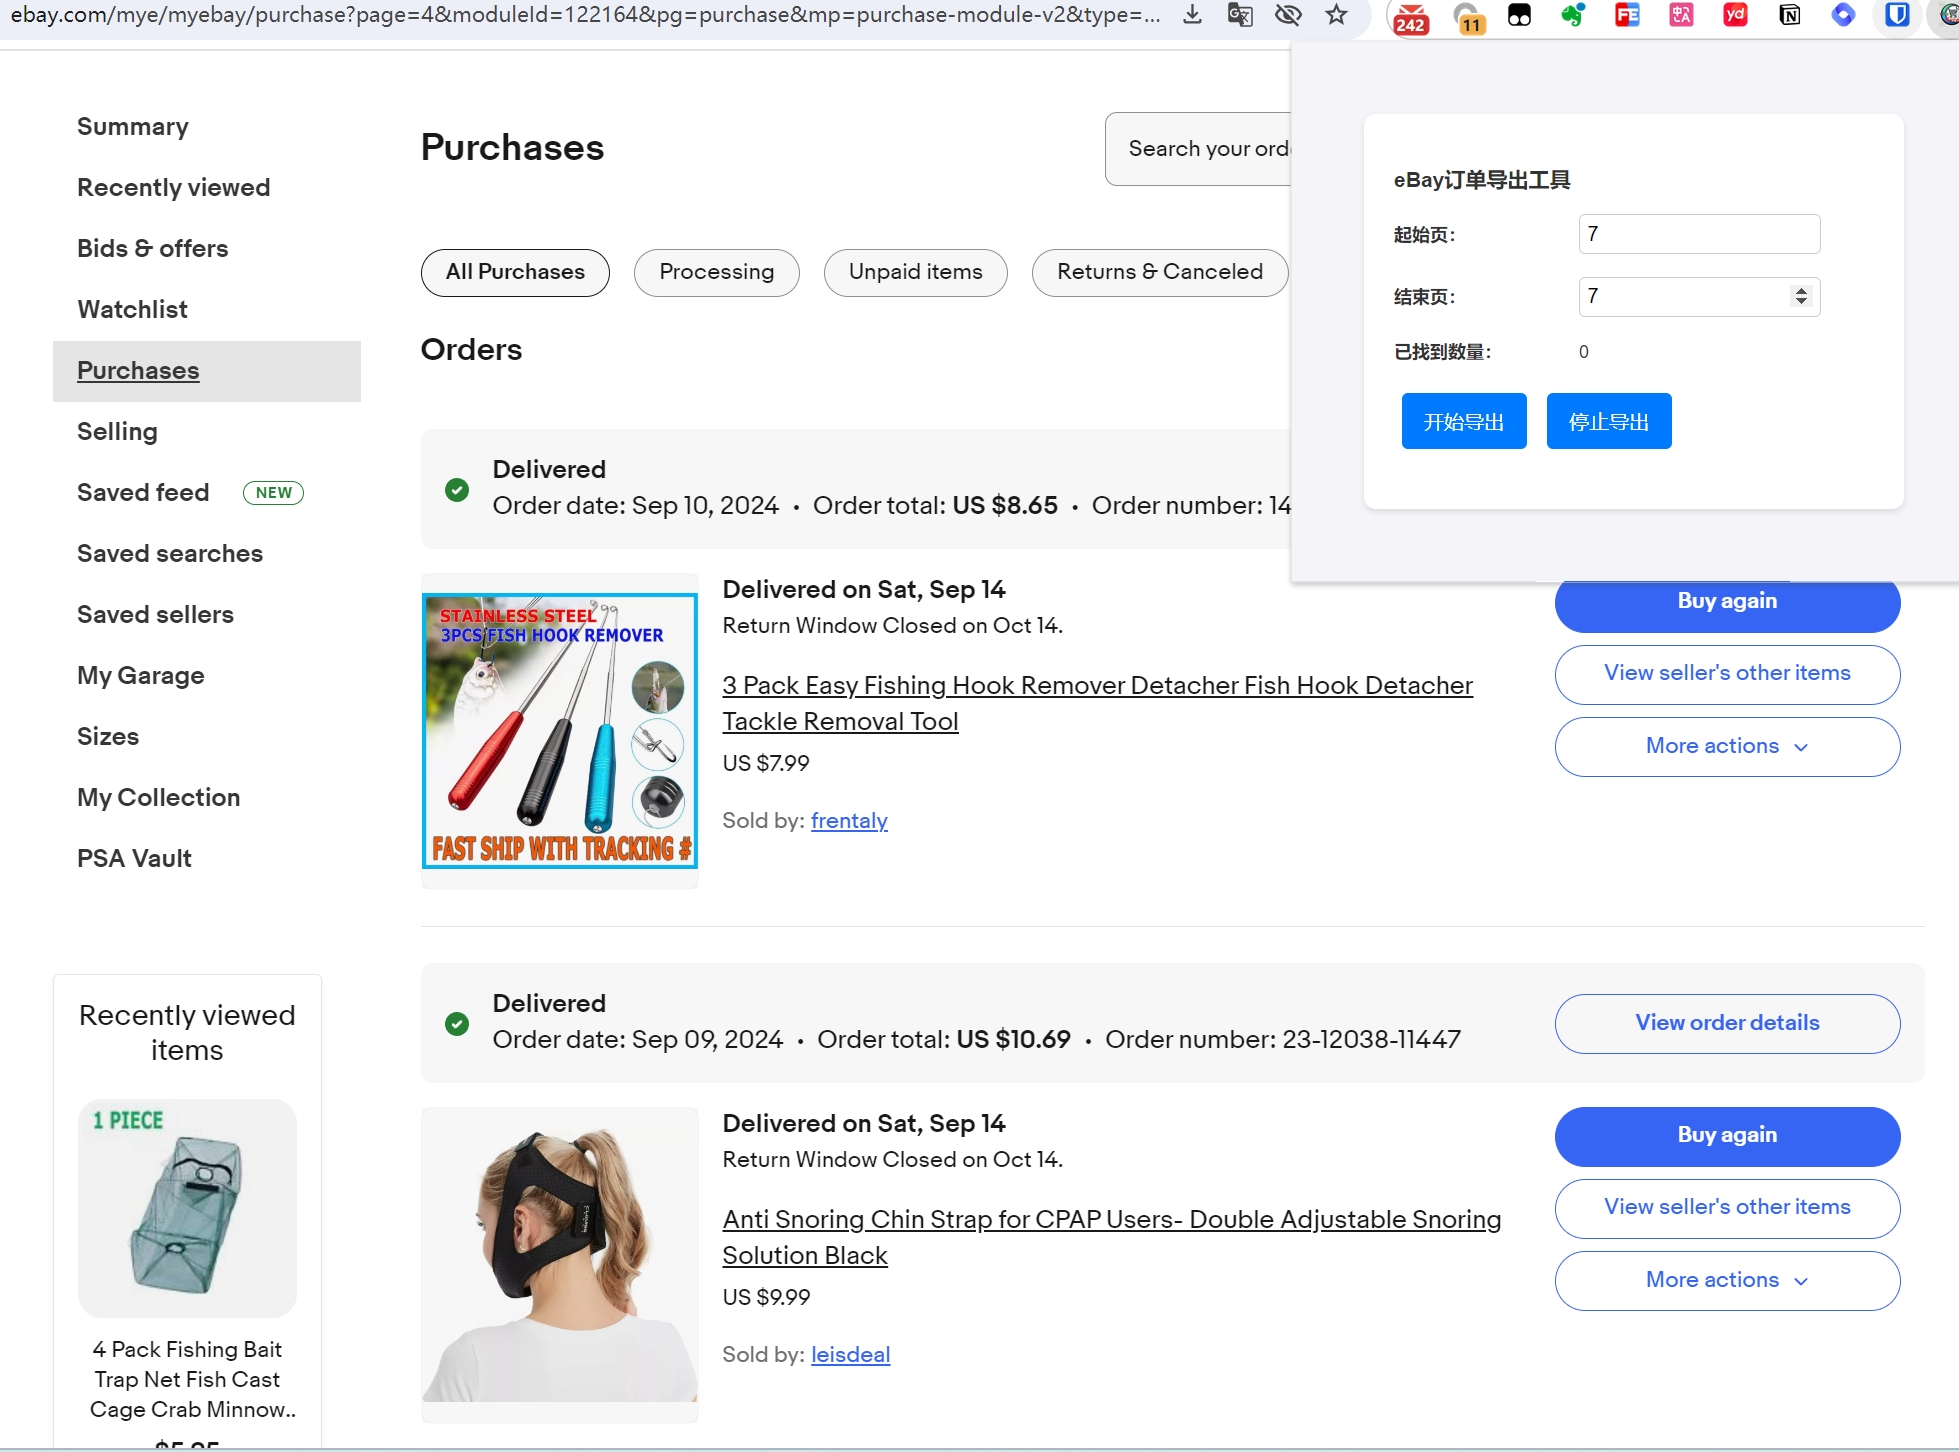 ebay.com/mye/myebay/purchase?page=4&moduleId=122164&pg=purchase&mp=purchase-module-v2&type=...
242
11
FE
yd
Summary
Recently viewed
Bids & offers
Watchlist
Purchases
Selling
Saved feed NEW
Saved searches
Saved sellers
My Garage
Sizes
My Collection
PSA Vault
Recently viewed
items
1 PIECE
4 Pack Fishing Bait
Trap Net Fish Cast
Cage Crab Minnow..
Purchases
Search your ord
All Purchases
Processing
Unpaid items
Returns & Canceled
Orders
Delivered
Order date: Sep 10, 2024 • Order total: US $8.65 • Order number: 14
STAINLESS STEEL
3PCS FISH HOOK REMOVER
FAST SHIP WITH TRACKING #
Delivered on Sat, Sep 14
Return Window Closed on Oct 14.
3 Pack Easy Fishing Hook Remover Detacher Fish Hook Detacher
Tackle Removal Tool
US $7.99
Sold by: frentaly
Buy again
View seller's other items
More actions
Delivered
Order date: Sep 09, 2024 • Order total: US $10.69 • Order number: 23-12038-11447
View order details
Delivered on Sat, Sep 14
Return Window Closed on Oct 14.
Anti Snoring Chin Strap for CPAP Users- Double Adjustable Snoring
Solution Black
US $9.99
Sold by: leisdeal
Buy again
View seller's other items
More actions
eBay订单导出工具
起始页: 7
结束页: 7
已找到数量: 0
开始导出
停止导出